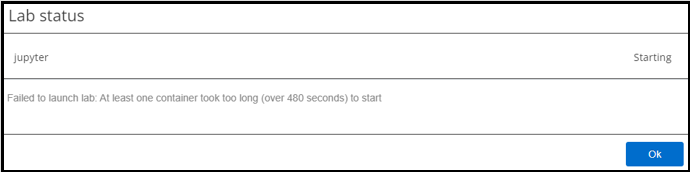 Lab status
jupyter Starting
Failed to launch lab: At least one container took too long (over 480 seconds) to start
Ok